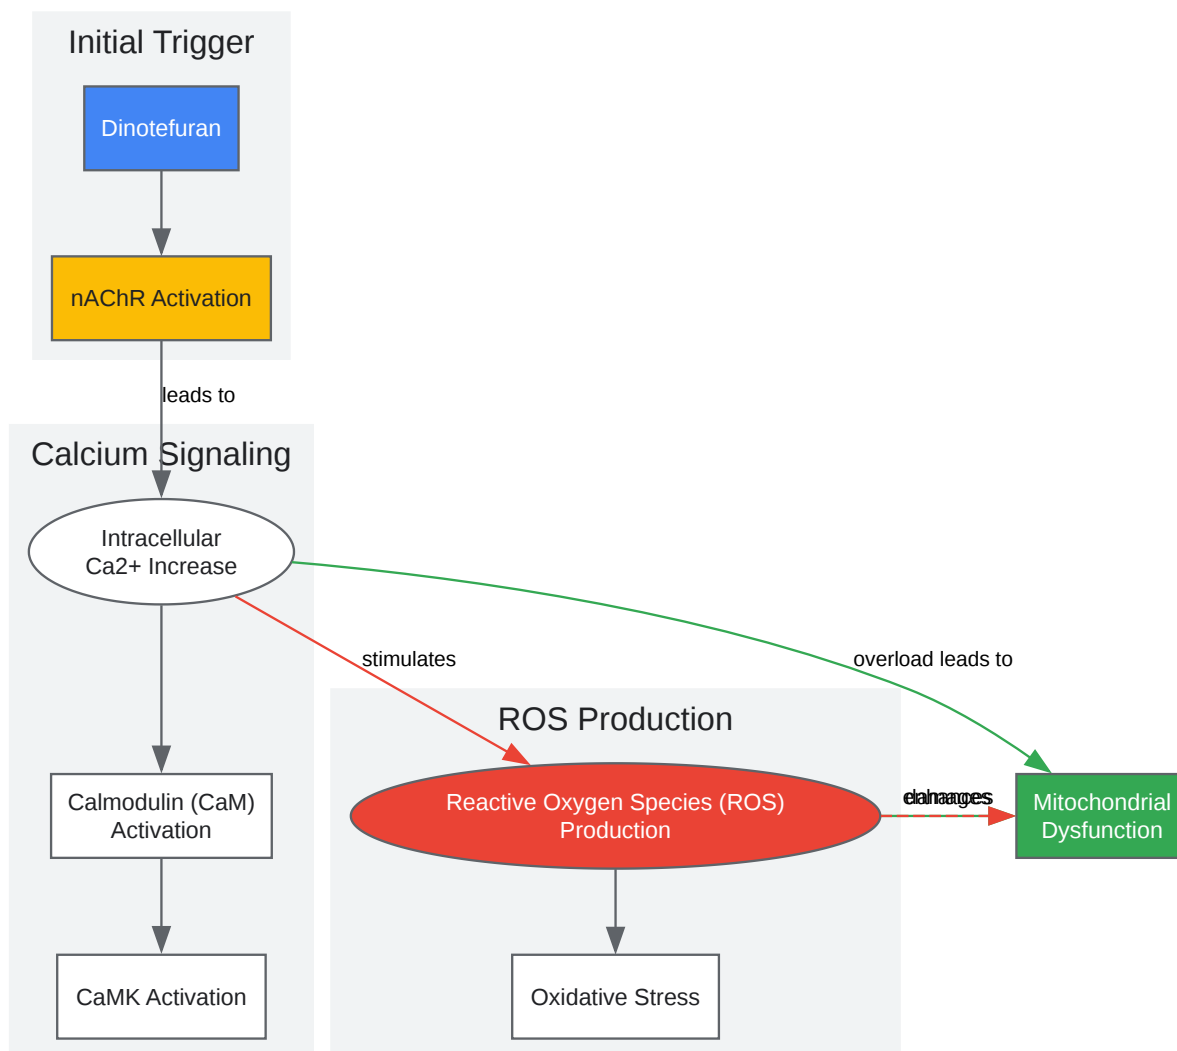 Initial Trigger
Dinotefuran
nAChR Activation
leads to
Calcium Signaling
Intracellular
Ca2+ Increase
stimulates
overload leads to
ROS Production
Calmodulin (CaM)
Activation
Reactive Oxygen Species (ROS)
Production
Mitochondrial
Dysfunction
CaMK Activation
Oxidative Stress